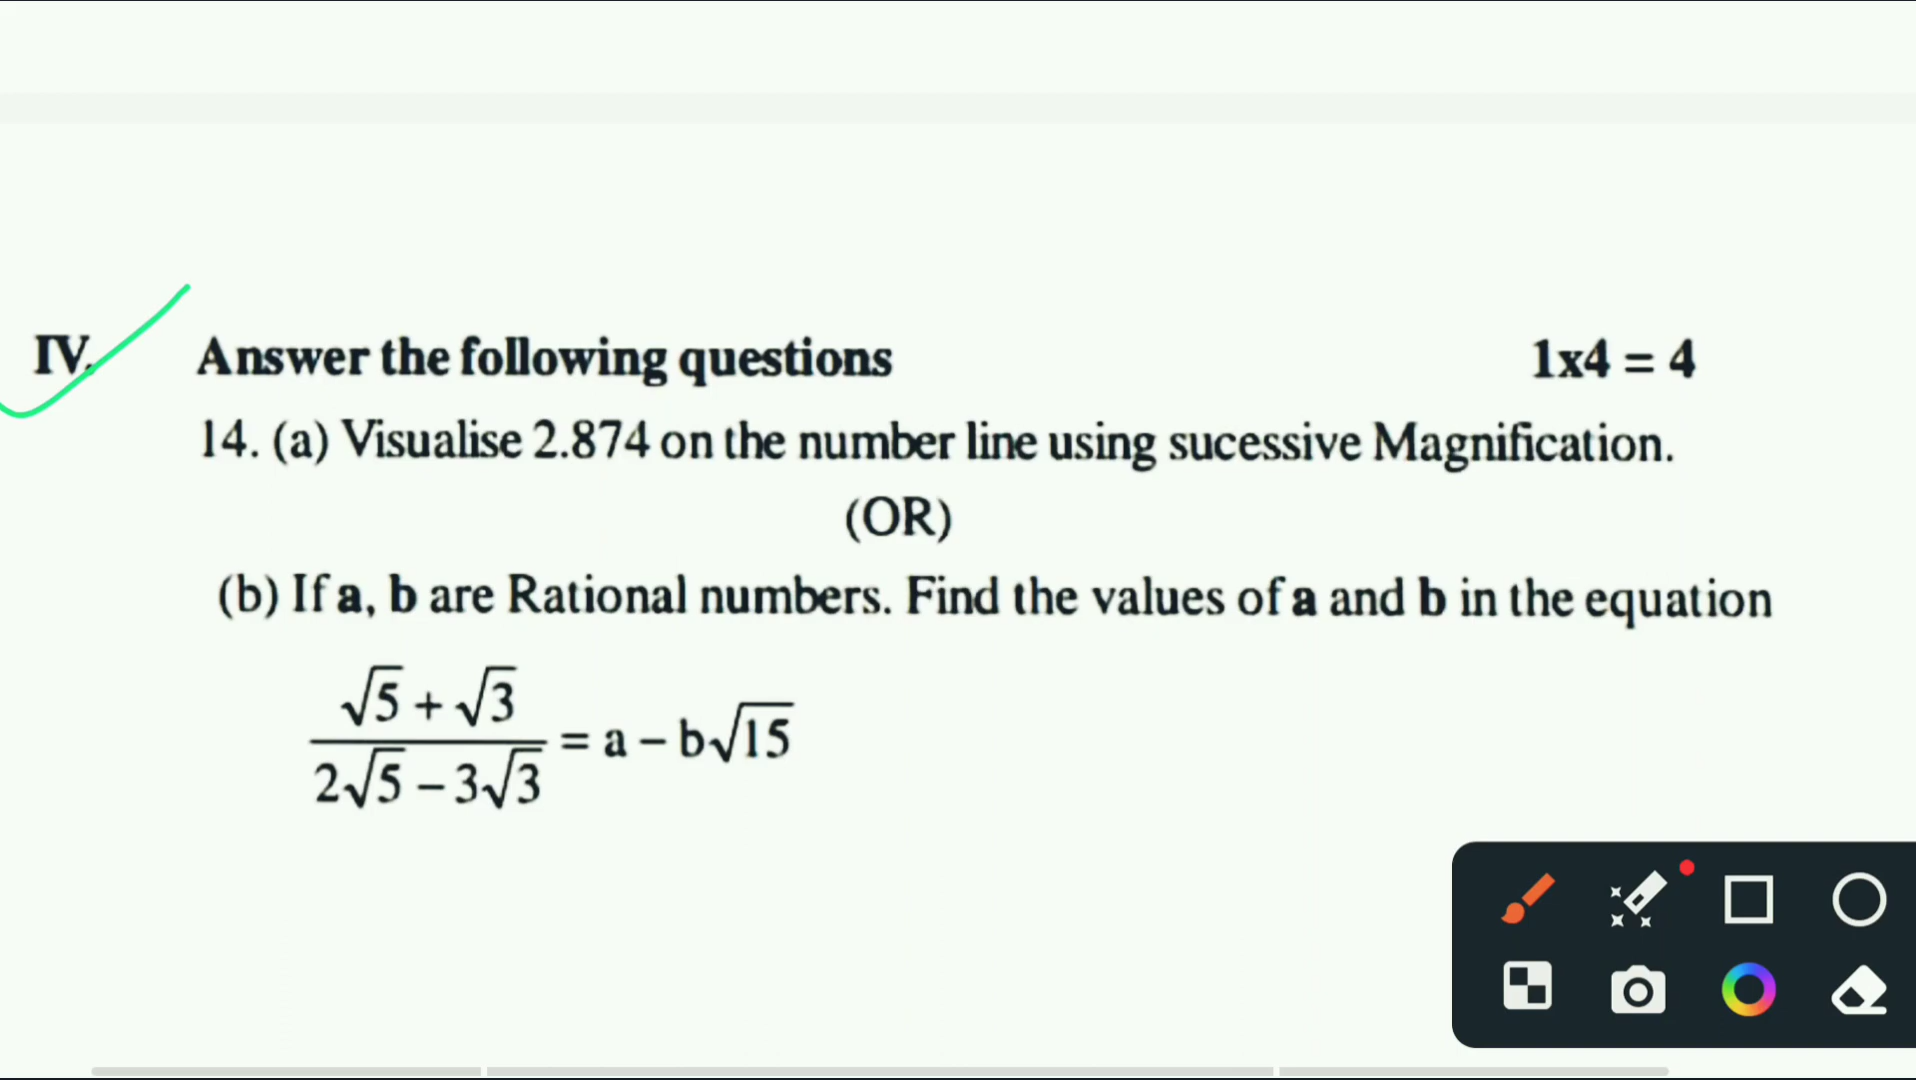 IV. Answer the following questions 1x4 = 4
14. (a) Visualise 2.874 on the number line using sucessive Magnification.
(OR)
(b) If a, b are Rational numbers. Find the values of a and b in the equation
√5 + √3
= a – b√15
2√5 – 3√3